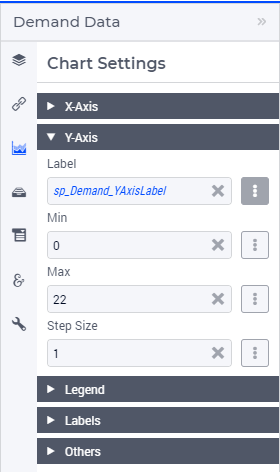 Demand Data
Chart Settings
X-Axis
Y-Axis
Label
sp_Demand_YAxisLabel
Min
0
Max
22
Step Size
1
Legend
Labels
Others